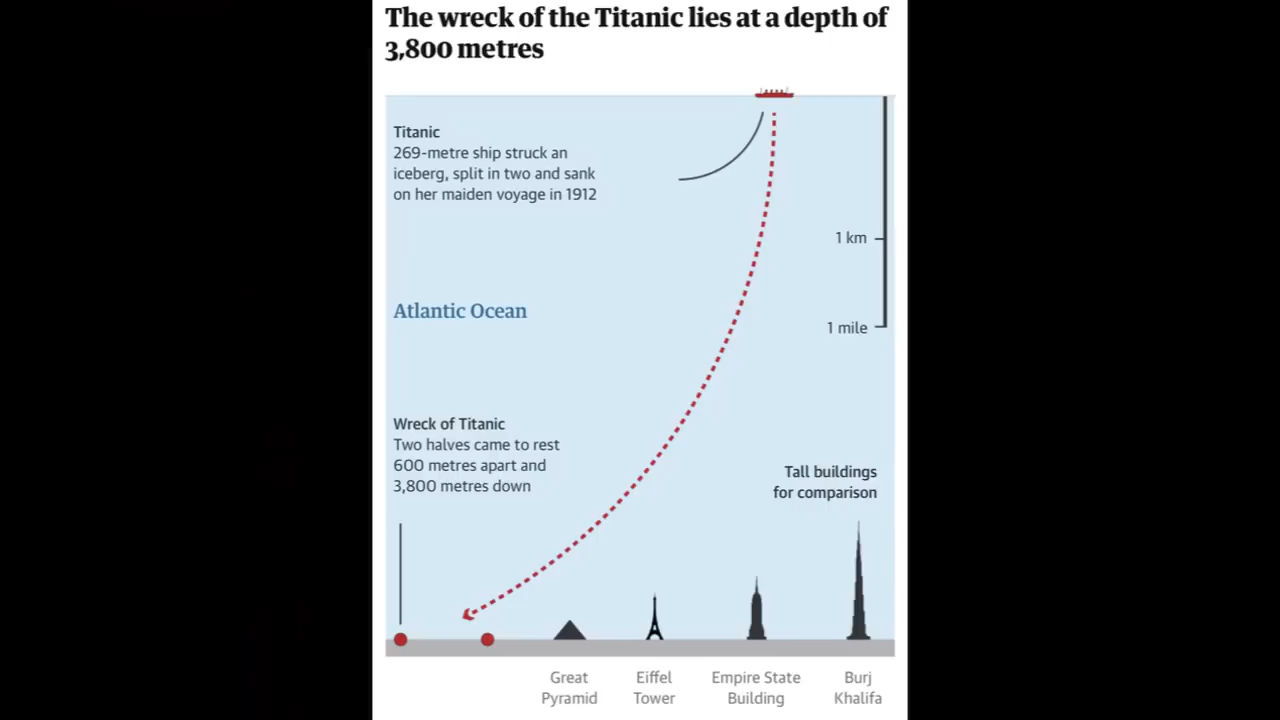 The wreck of the Titanic lies at a depth of
3,800 metres
Titanic
269-metre ship struck an
iceberg, split in two and sank
on her maiden voyage in 1912
1 km
Atlantic Ocean
1 mile
Wreck of Titanic
Two halves came to rest
600 metres apart and
3,800 metres down
Tall buildings
for comparison
Great
Pyramid
Eiffel
Tower
Empire State
Building
Burj
Khalifa